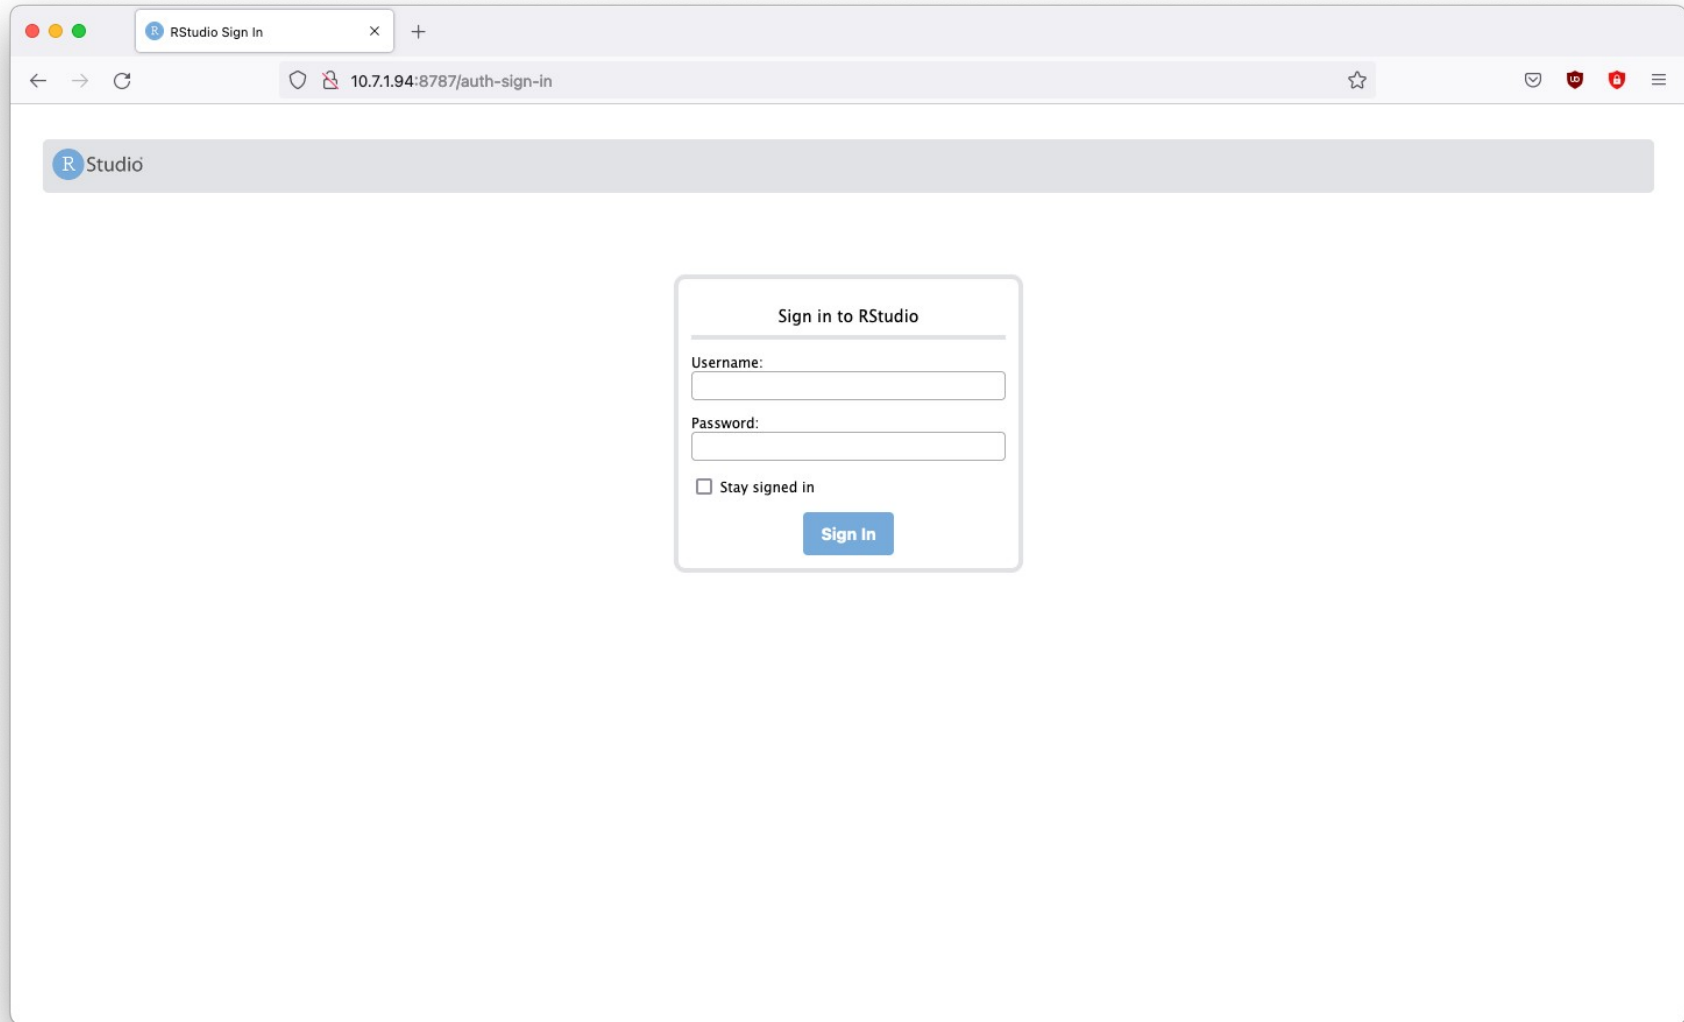 RStudio Sign In
10.7.1.94:8787/auth-sign-in
R Studio
Sign in to RStudio
Username:
Password:
Stay signed in
Sign In